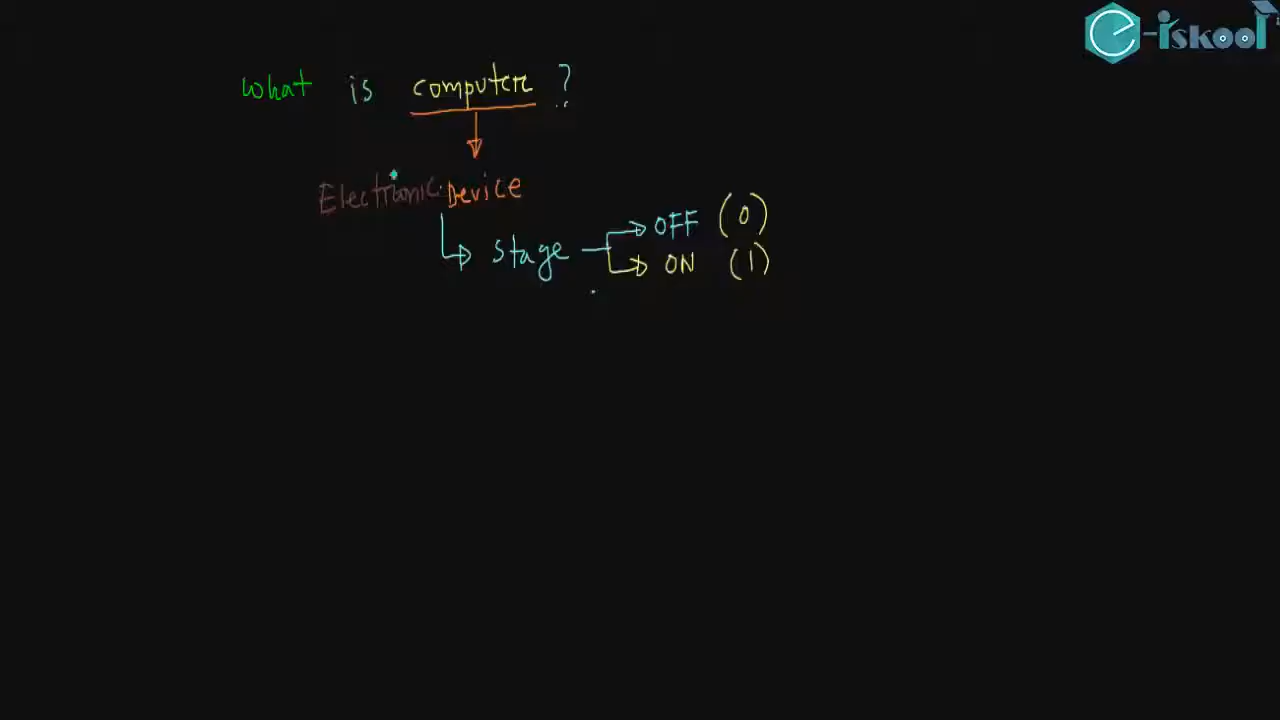 e-iskool
What is computer ?
Electronic Device
stage OFF (0)
ON (1)